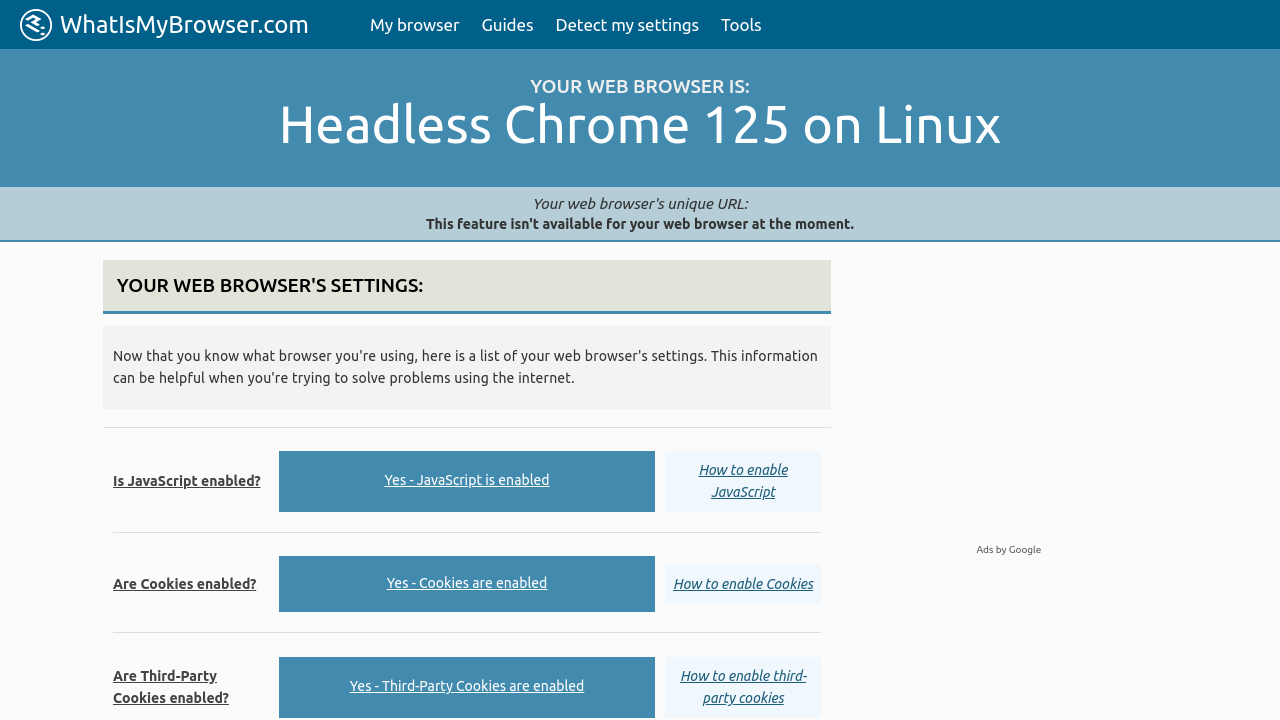 WhatIsMyBrowser.com
My browser Guides Detect my settings Tools
YOUR WEB BROWSER IS:
Headless Chrome 125 on Linux
Your web browser's unique URL:
This feature isn't available for your web browser at the moment.
YOUR WEB BROWSER'S SETTINGS:
Now that you know what browser you're using, here is a list of your web browser's settings. This information
can be helpful when you're trying to solve problems using the internet.
Is JavaScript enabled?
Yes - JavaScript is enabled
How to enable
JavaScript
Ads by Google
Are Cookies enabled?
Yes - Cookies are enabled
How to enable Cookies
Are Third-Party
Cookies enabled?
Yes - Third-Party Cookies are enabled
How to enable third-
party cookies